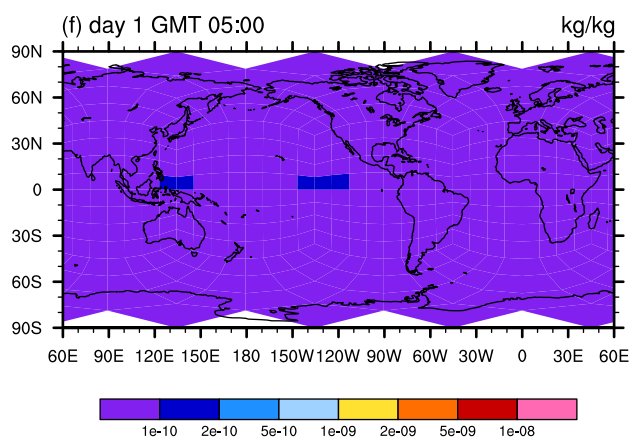 (f) day 1 GMT 05:00 kg/kg
90N
60N
30N
0
30S
60S
90S
60E 90E 120E 150E 180 150W 120W 90W 60W 30W 0 30E 60E
1e-10 2e-10 5e-10 1e-09 2e-09 5e-09 1e-08